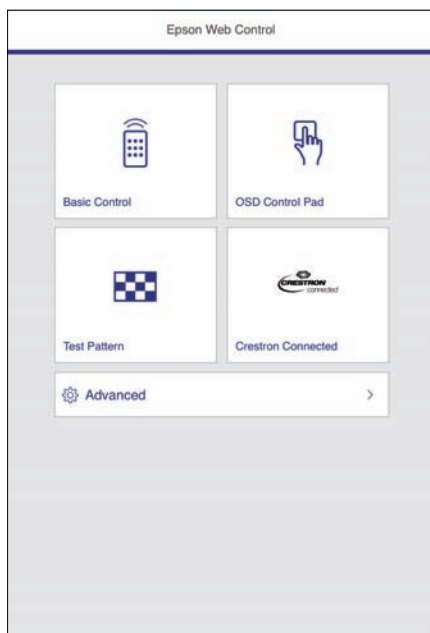 Epson Web Control
Basic Control
OSD Control Pad
Test Pattern
CRESTRON
connected
Crestron Connected
Advanced